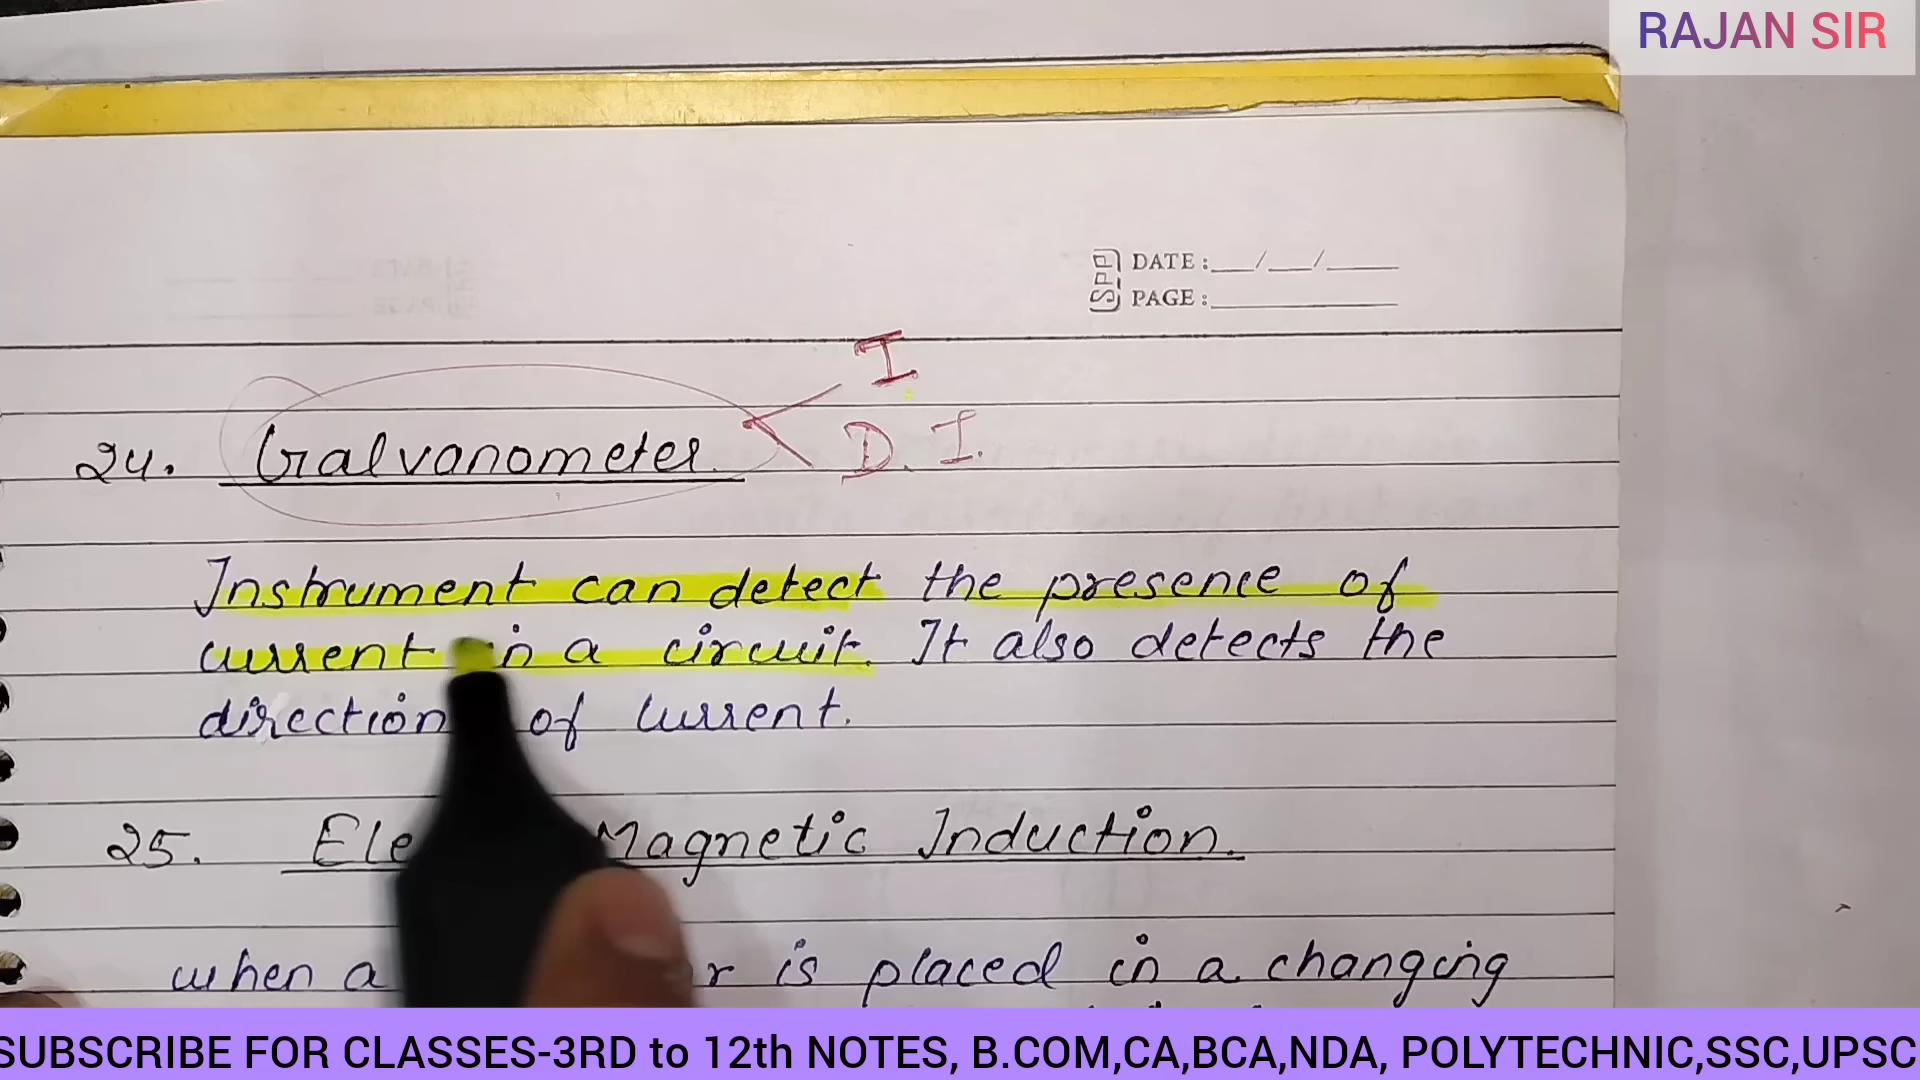 RAJAN SIR
SPP DATE:__/__/____
PAGE:
I.
24. Galvanometer.
D. I.
Instrument can detect the presence of
current in a circuit. It also detects the
direction of current.
25. Magnetic Induction.
when a is placed in a changing
SUBSCRIBE FOR CLASSES-3RD to 12th NOTES, B.COM,CA,BCA,NDA, POLYTECHNIC,SSC,UPSC